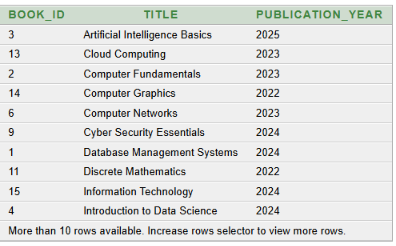 BOOK_ID TITLE PUBLICATION_YEAR
3 Artificial Intelligence Basics 2025
13 Cloud Computing 2023
2 Computer Fundamentals 2023
14 Computer Graphics 2022
6 Computer Networks 2023
9 Cyber Security Essentials 2024
1 Database Management Systems 2024
11 Discrete Mathematics 2022
15 Information Technology 2024
4 Introduction to Data Science 2024
More than 10 rows available. Increase rows selector to view more rows.